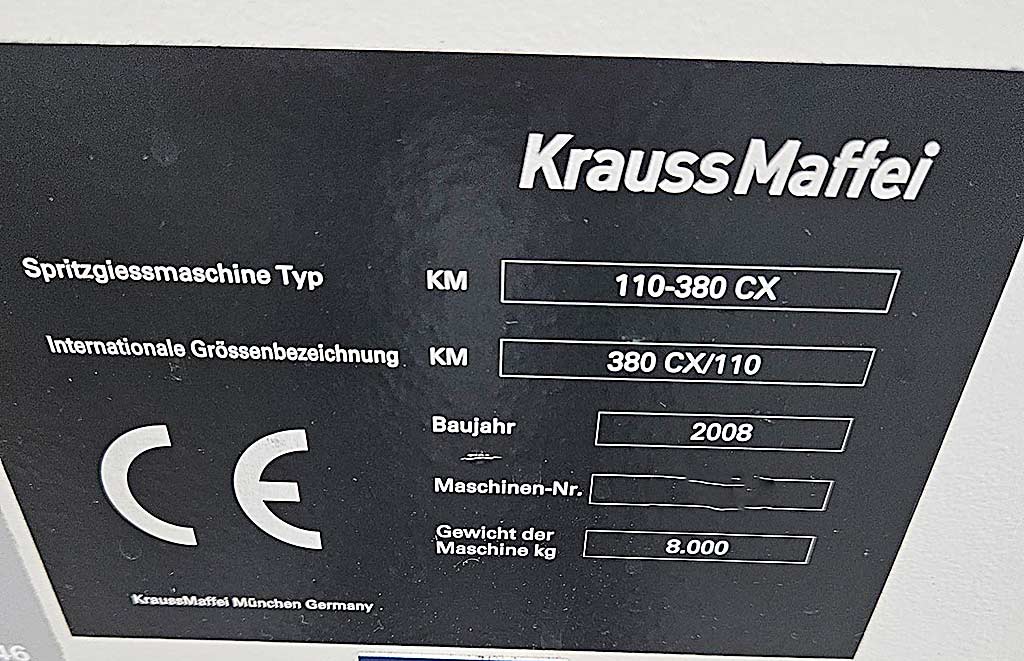 KraussMaffei
Spritzgiessmaschine Typ KM 110-380 CX
Internationale Grössenbezeichnung KM 380 CX/110
Baujahr 2008
Maschinen-Nr.
Gewicht der
Maschine kg 8.000
CE
KraussMaffei München Germany
46